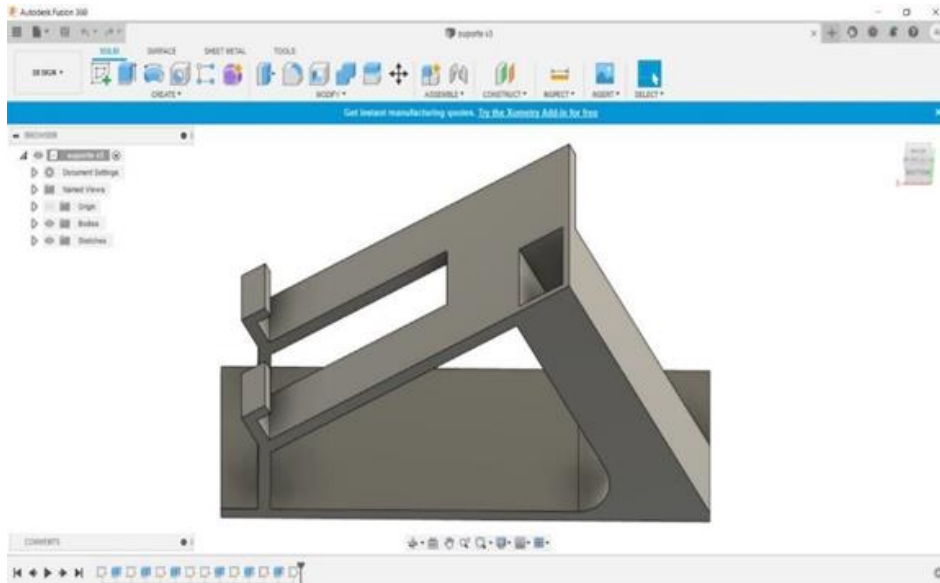 Autodesk Fusion 360
suporte v3
SOLID SURFACE SHEET METAL TOOLS
DESIGN
CREATE MODIFY ASSEMBLE CONSTRUCT INSPECT INSERT SELECT
Get instant manufacturing quotes. Try the Xometry Add-In for free
BROWSER
suporte v3
Document Settings
Named Views
Origin
Bodies
Sketches
BOTTOM
COMMENTS